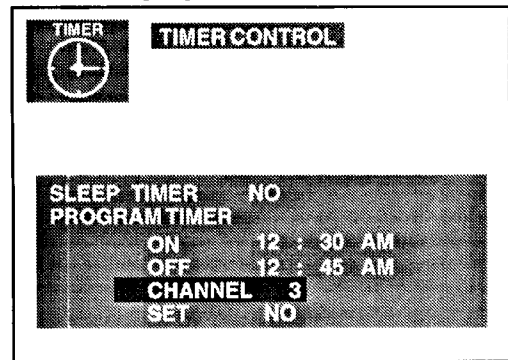 TIMER
TIMER CONTROL
SLEEP TIMER NO
PROGRAM TIMER
ON 12 : 30 AM
OFF 12 : 45 AM
CHANNEL 3
SET NO